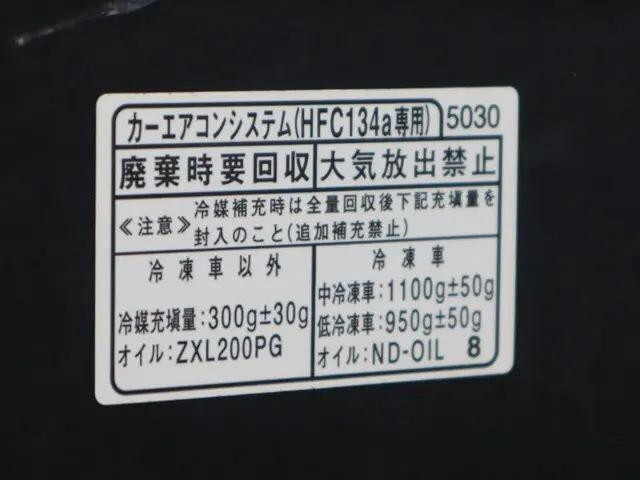 カーエアコンシステム(HFC134a専用) 5030
廃棄時要回収 大気放出禁止
≪注意≫ 冷媒補充時は全量回収後下記充填量を
封入のこと(追加補充禁止)
冷凍車以外
冷媒充填量:300g±30g
オイル:ZXL200PG
冷凍車
中冷凍車:1100g±50g
低冷凍車:950g±50g
オイル:ND-OIL 8